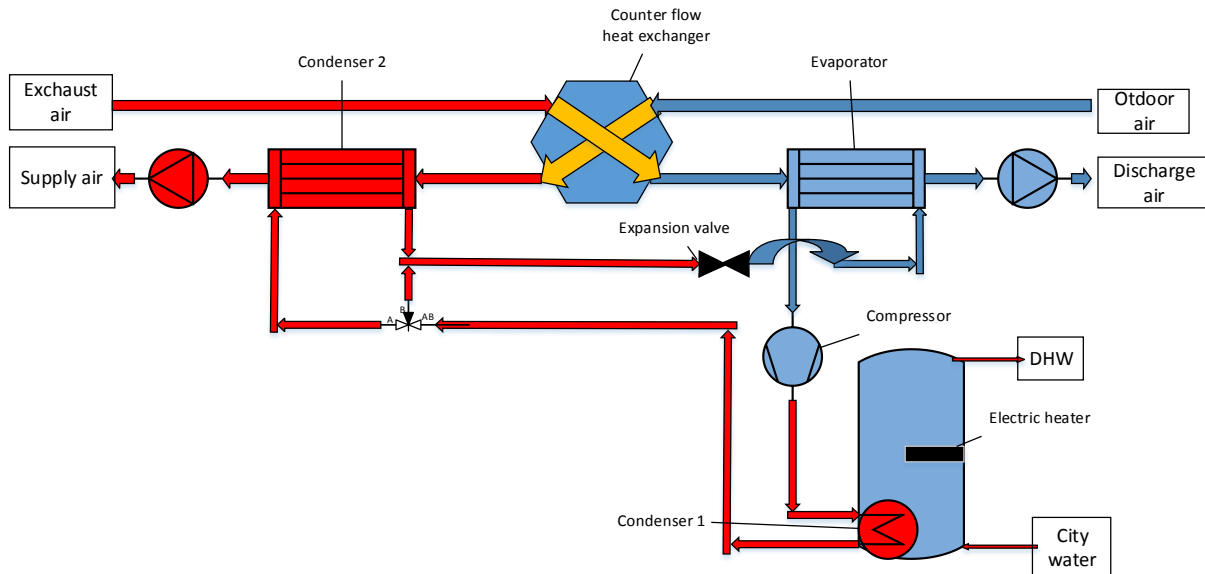 Counter flow
heat exchanger
Condenser 2
Evaporator
Exchaust
air
Otdoor
air
Supply air
Discharge
air
Expansion valve
B
A
AB
Compressor
DHW
Electric heater
Condenser 1
City
water